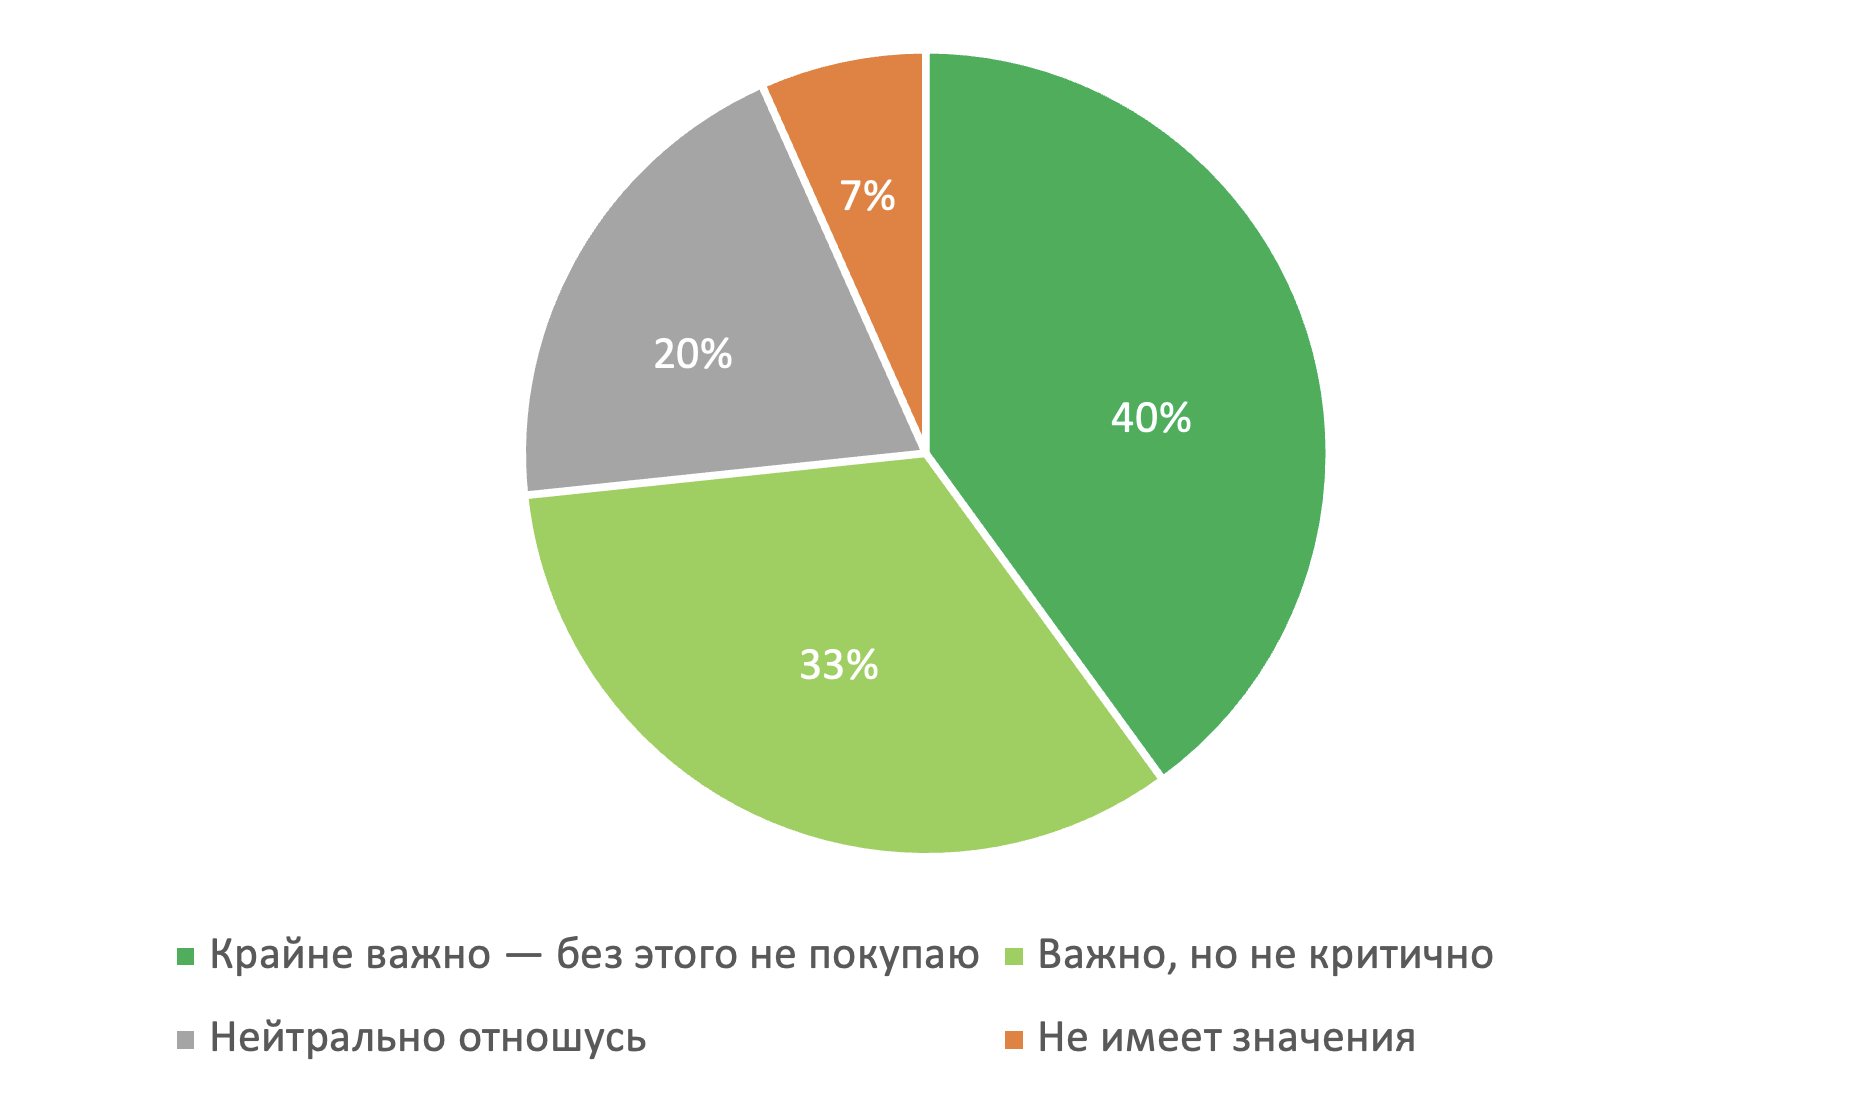 7%
40%
20%
33%
Крайне важно — без этого не покупаю
Важно, но не критично
Нейтрально отношусь
Не имеет значения